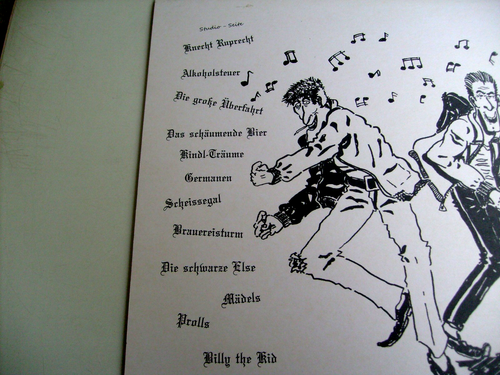 Studio - Seite
Knecht Ruprecht
Alkoholsteuer
Die große Überfahrt
Das schäumende Bier
Kindl-Träume
Germanen
Scheissegal
Brauereisturm
Die schwarze Else
Mädels
Prolls
Billy the Kid